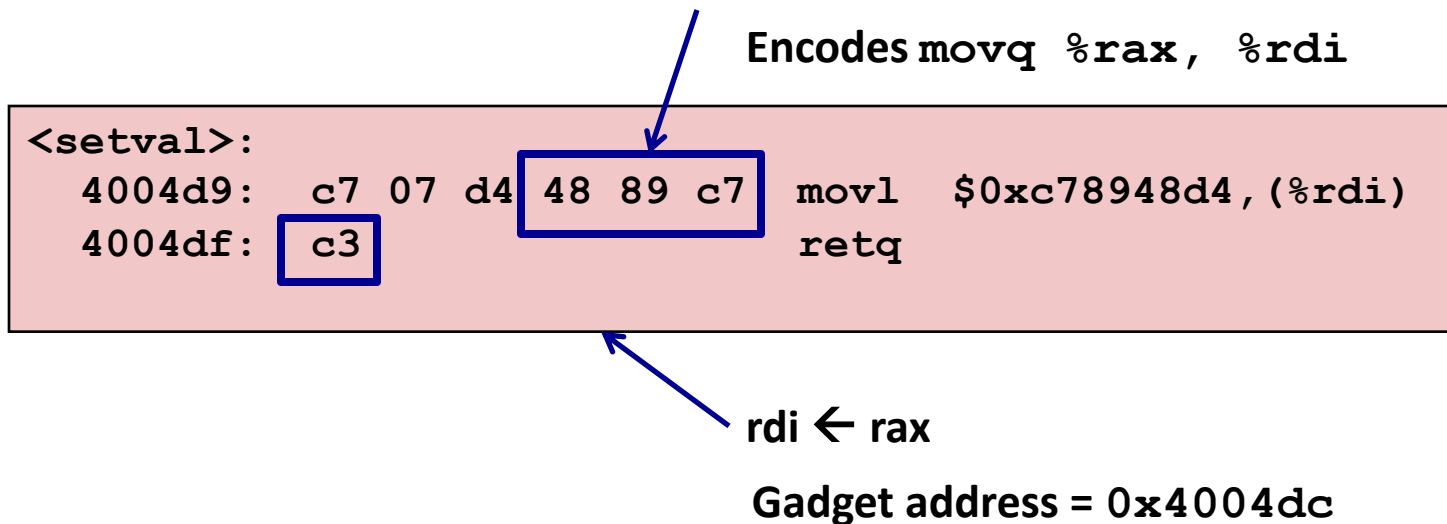 Encodes movq %rax, %rdi
<setval>:
4004d9: c7 07 d4 48 89 c7 movl $0xc78948d4,(%rdi)
4004df: c3 retq
rdi ← rax
Gadget address = 0x4004dc